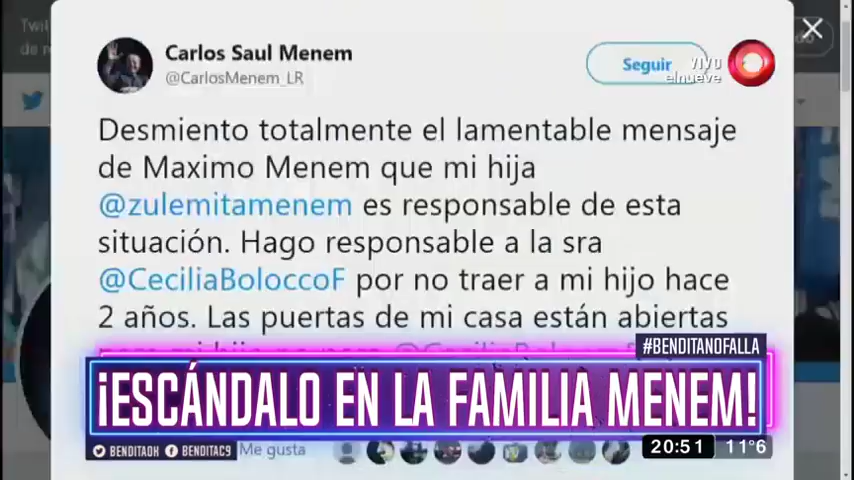 Carlos Saul Menem
@CarlosMenem_LR
Seguir
VIVO
elnueve
Desmiento totalmente el lamentable mensaje
de Maximo Menem que mi hija
@zulemitamenem es responsable de esta
situación. Hago responsable a la sra
@CeciliaBoloccoF por no traer a mi hijo hace
2 años. Las puertas de mi casa están abiertas
#BENDITANOFALLA
¡ESCÁNDALO EN LA FAMILIA MENEM!
BENDITAOK BENDITAC9
Me gusta
20:51 11°6